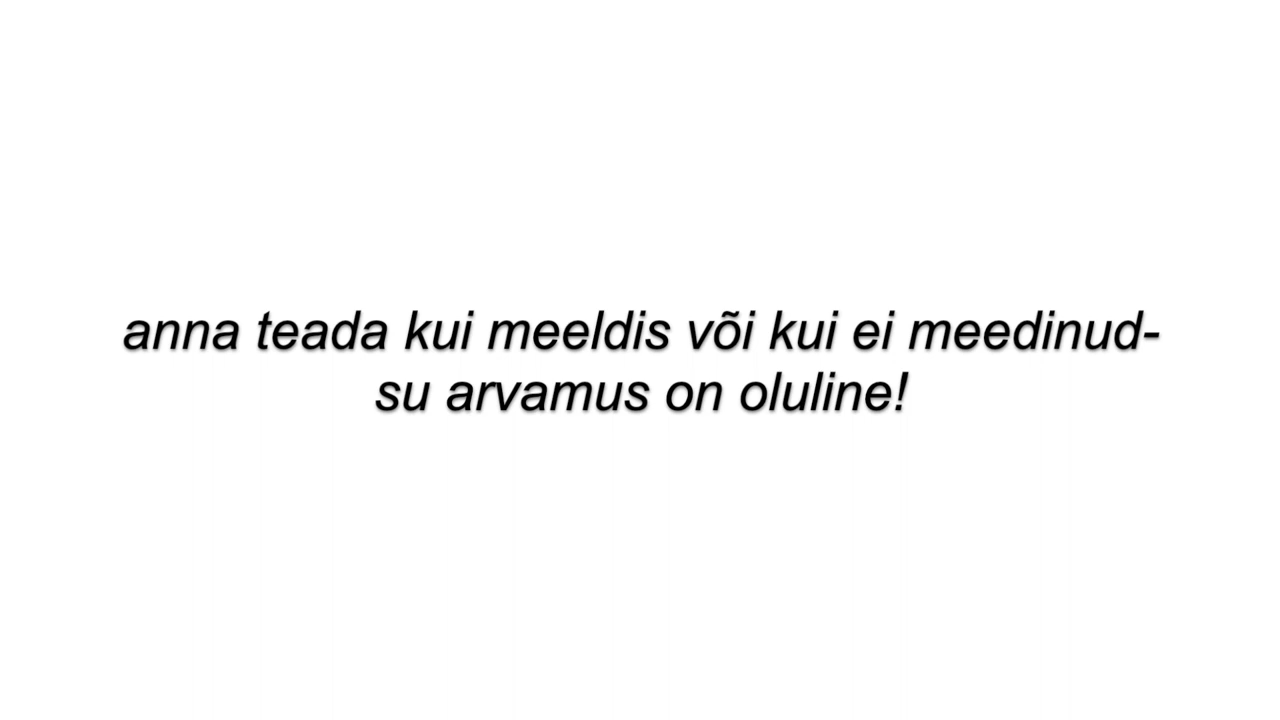 anna teada kui meeldis või kui ei meedinud-
su arvamus on oluline!